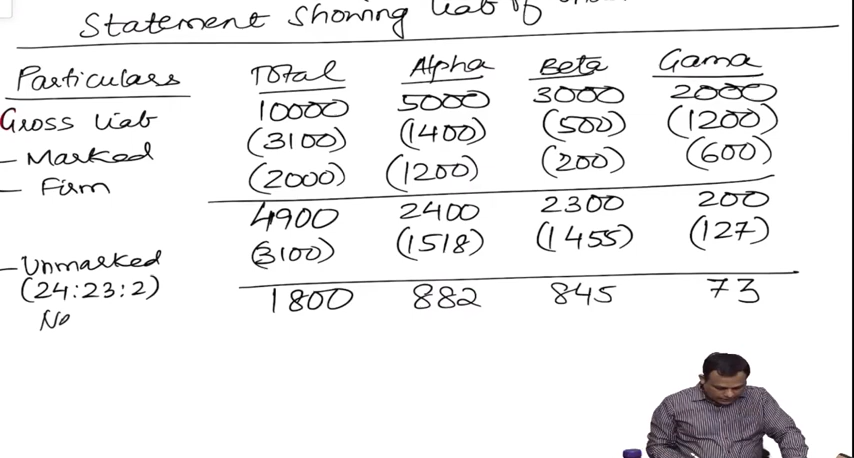 Statement Showing liab of
Particulars Total Alpha Beta Gama
Gross liab 10000 5000 3000 2000
- Marked (3100) (1400) (500) (1200)
- Firm (2000) (1200) (200) (600)
4900 2400 2300 200
- Unmarked (3100) (1518) (1455) (127)
(24:23:2)
1800 882 845 73